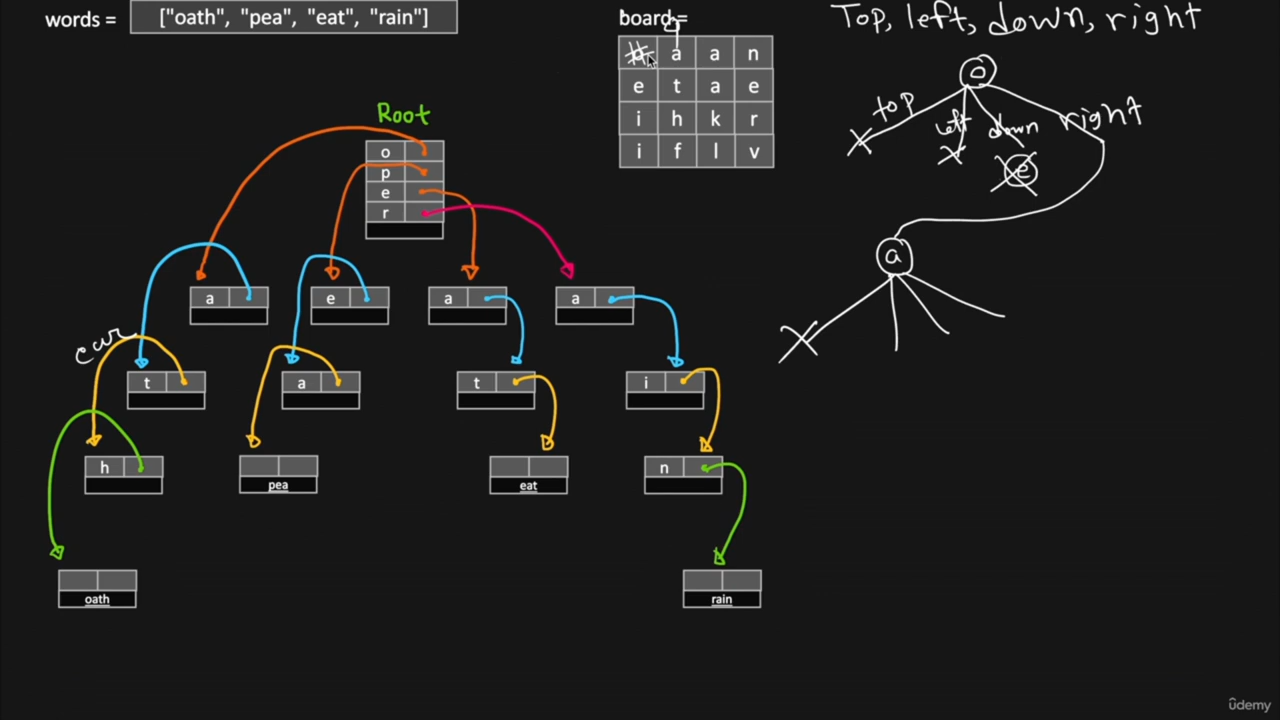 words = ["oath", "pea", "eat", "rain"]
board=
Top, left, down, right
a a n
e t a e
i h k r
i f l v
Root
o
p
e
r
a
e
a
a
cur
t
a
t
i
h
pea
eat
n
oath
rain
o
top
left
down
right
e
a
ûdemy